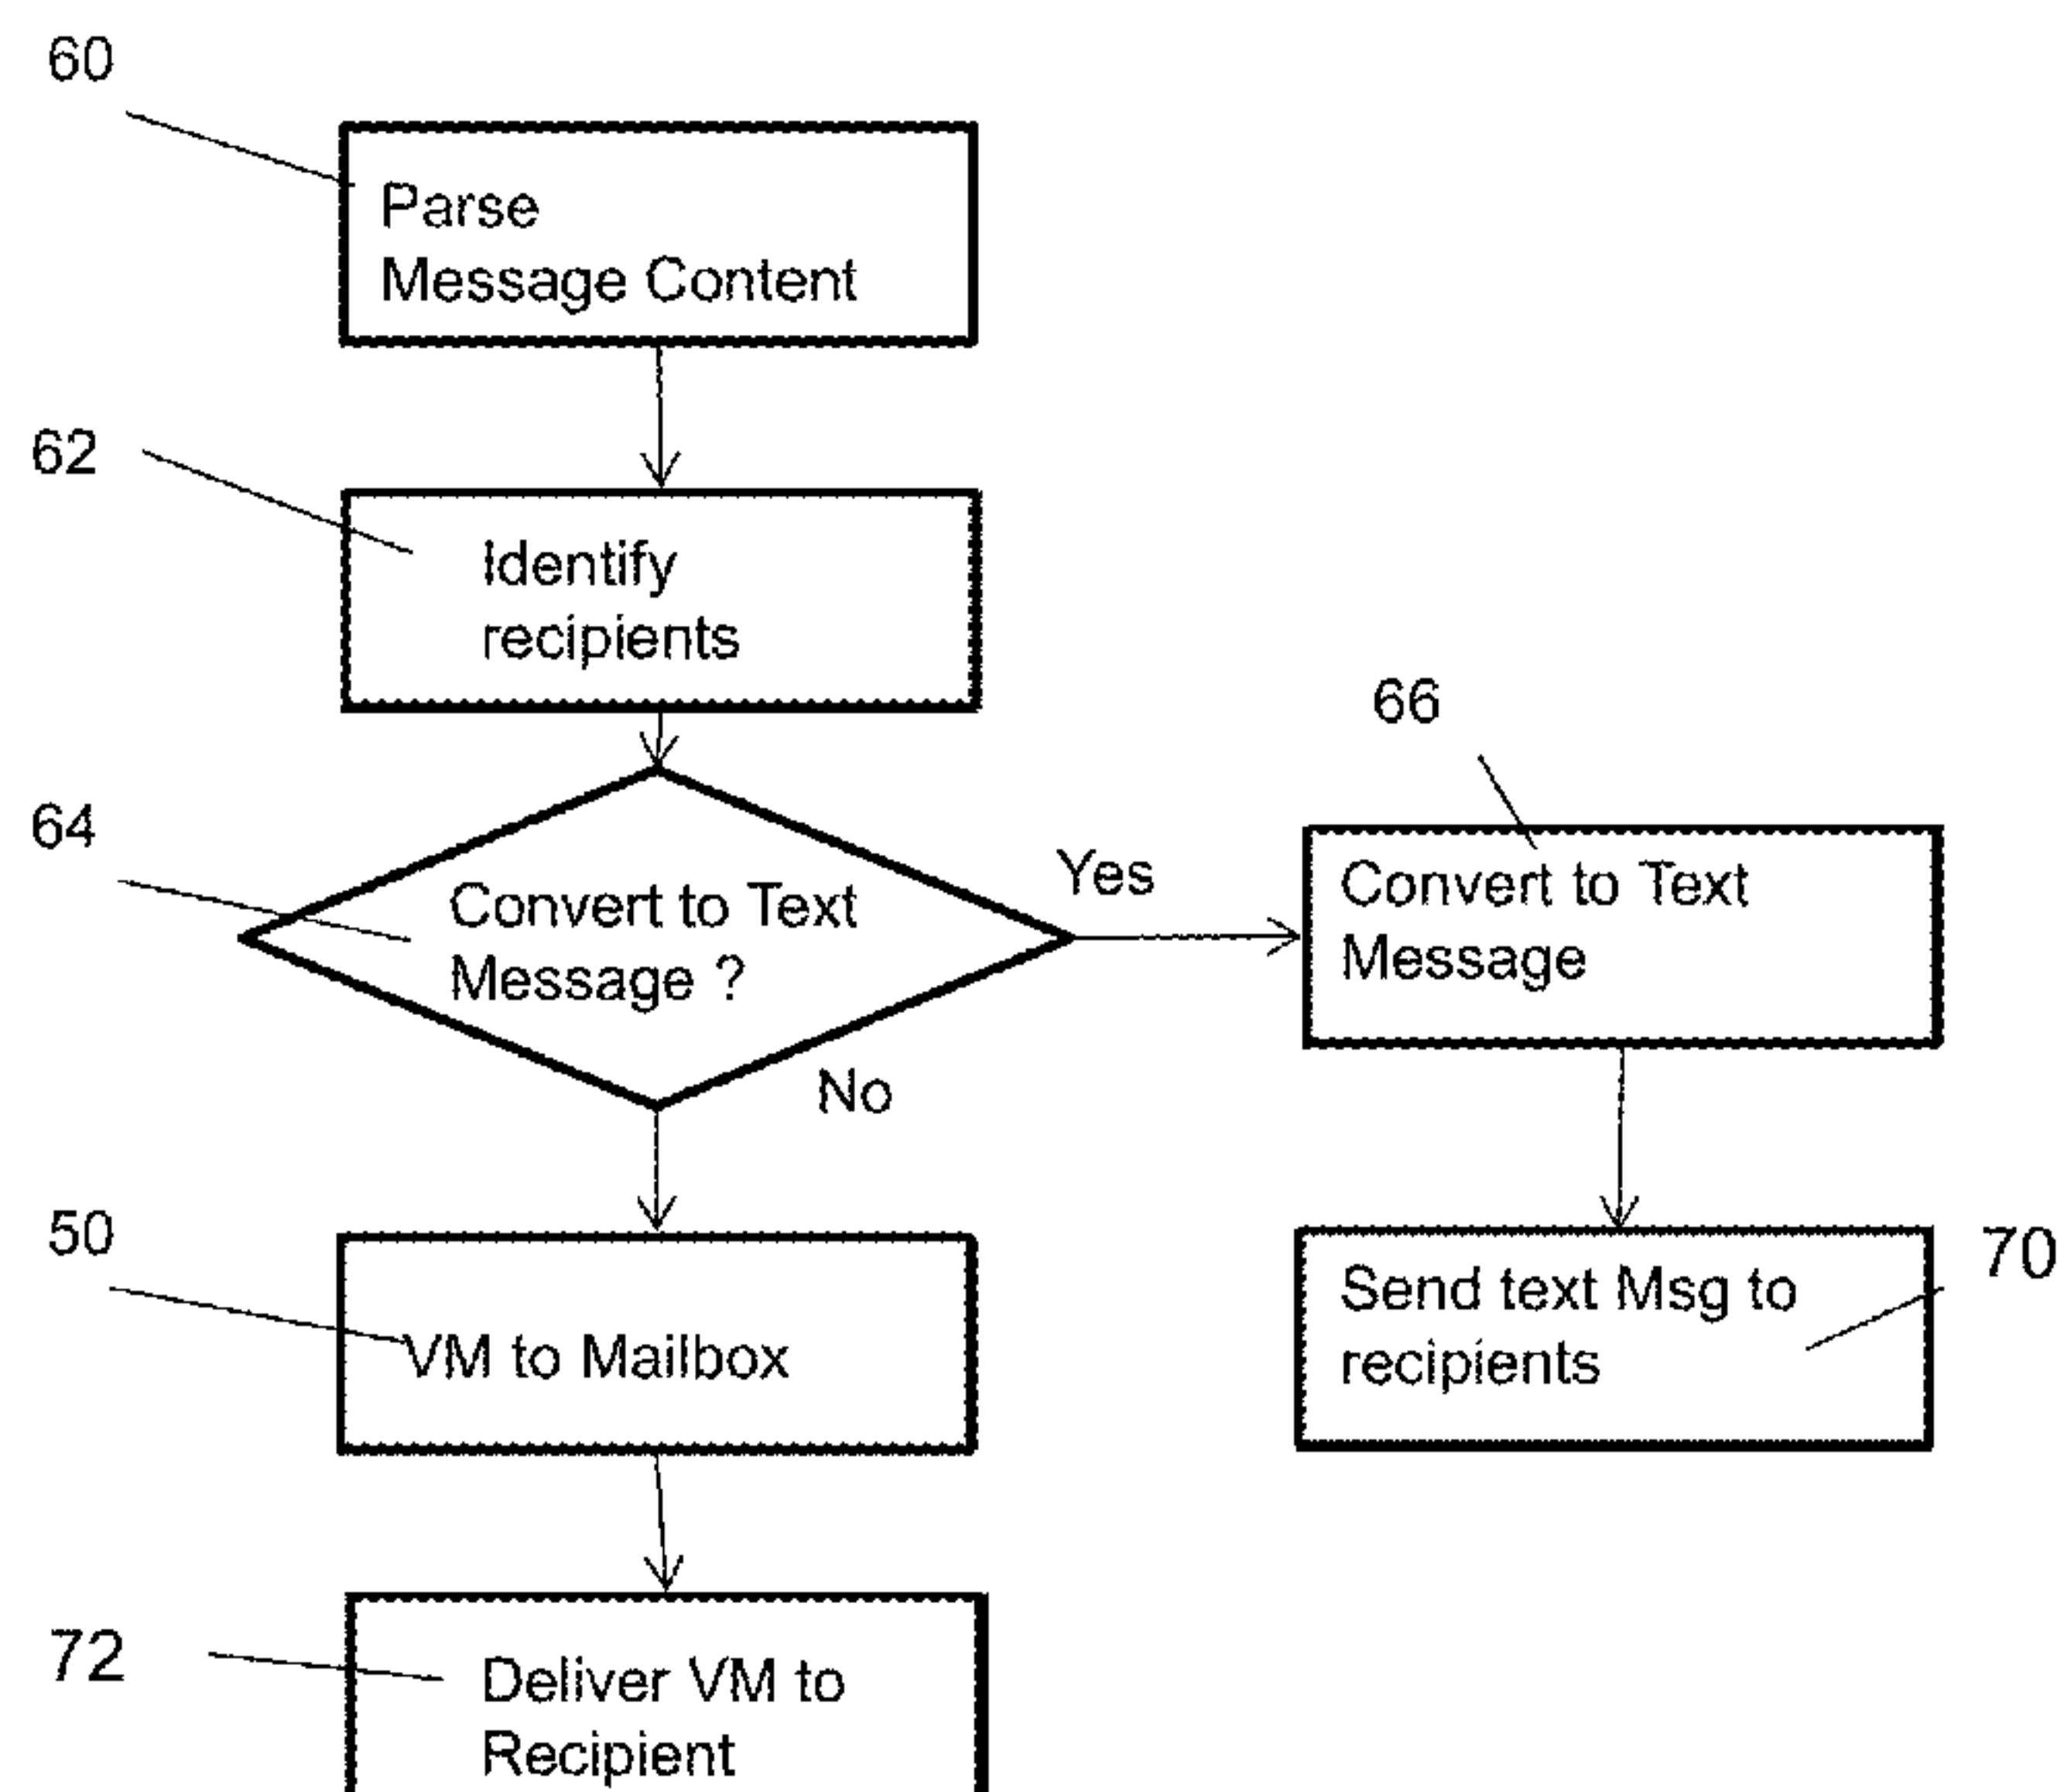 60
Parse
Message Content
62
Identify
recipients
66
64
Convert to Text
Message ?
Yes
Convert to Text
Message
No
50
VM to Mailbox
Send text Msg to
recipients
70
72
Deliver VM to
Recipient